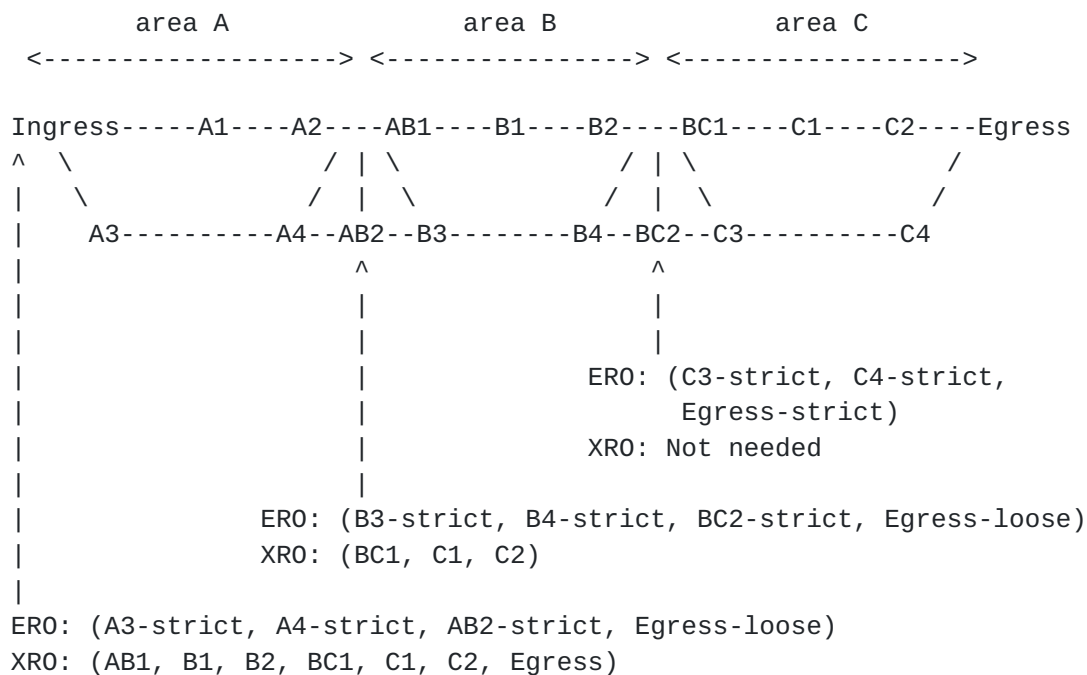 area A area B area C
<-------------------> <----------------> <------------------>
Ingress-----A1----A2----AB1----B1----B2----BC1----C1----C2----Egress
^ \ / | \ / | \ /
| \ / | \ / | \ /
| A3----------A4--AB2--B3--------B4--BC2--C3----------C4
| ^ ^
| | |
| | |
| | |
| | ERO: (C3-strict, C4-strict,
| | Egress-strict)
| | XRO: Not needed
| |
| ERO: (B3-strict, B4-strict, BC2-strict, Egress-loose)
| XRO: (BC1, C1, C2)
|
ERO: (A3-strict, A4-strict, AB2-strict, Egress-loose)
XRO: (AB1, B1, B2, BC1, C1, C2, Egress)